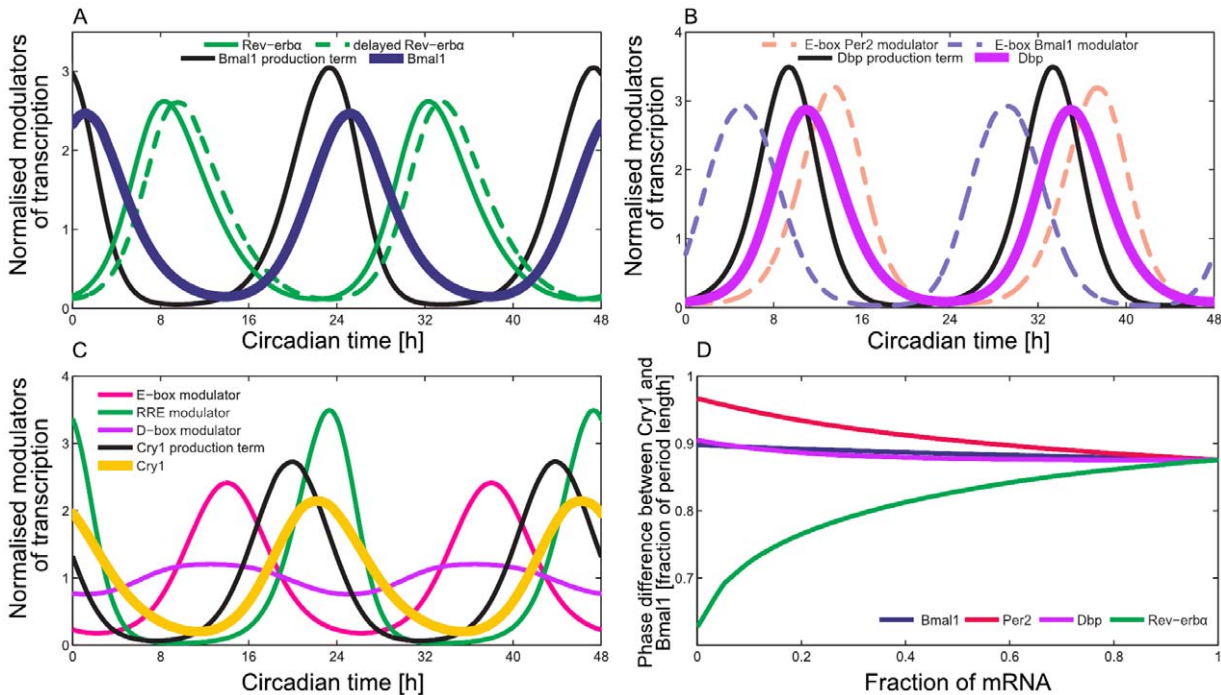 A
Normalised modulators
of transcription
Rev-erbα
delayed Rev-erbα
Bmal1 production term
Bmal1
3
2
1
0
0 8 16 24 32 40 48
Circadian time [h]
B
Normalised modulators
of transcription
E-box Per2 modulator
E-box Bmal1 modulator
Dbp production term
Dbp
4
3
2
1
0
0 8 16 24 32 40 48
Circadian time [h]
C
Normalised modulators
of transcription
E-box modulator
RRE modulator
D-box modulator
Cry1 production term
Cry1
4
3
2
1
0
0 8 16 24 32 40 48
Circadian time [h]
D
Phase difference between Cry1 and
Bmal1 [fraction of period length]
1
0.9
0.8
0.7
0 0.2 0.4 0.6 0.8 1
Bmal1 Per2 Dbp Rev-erbα
Fraction of mRNA